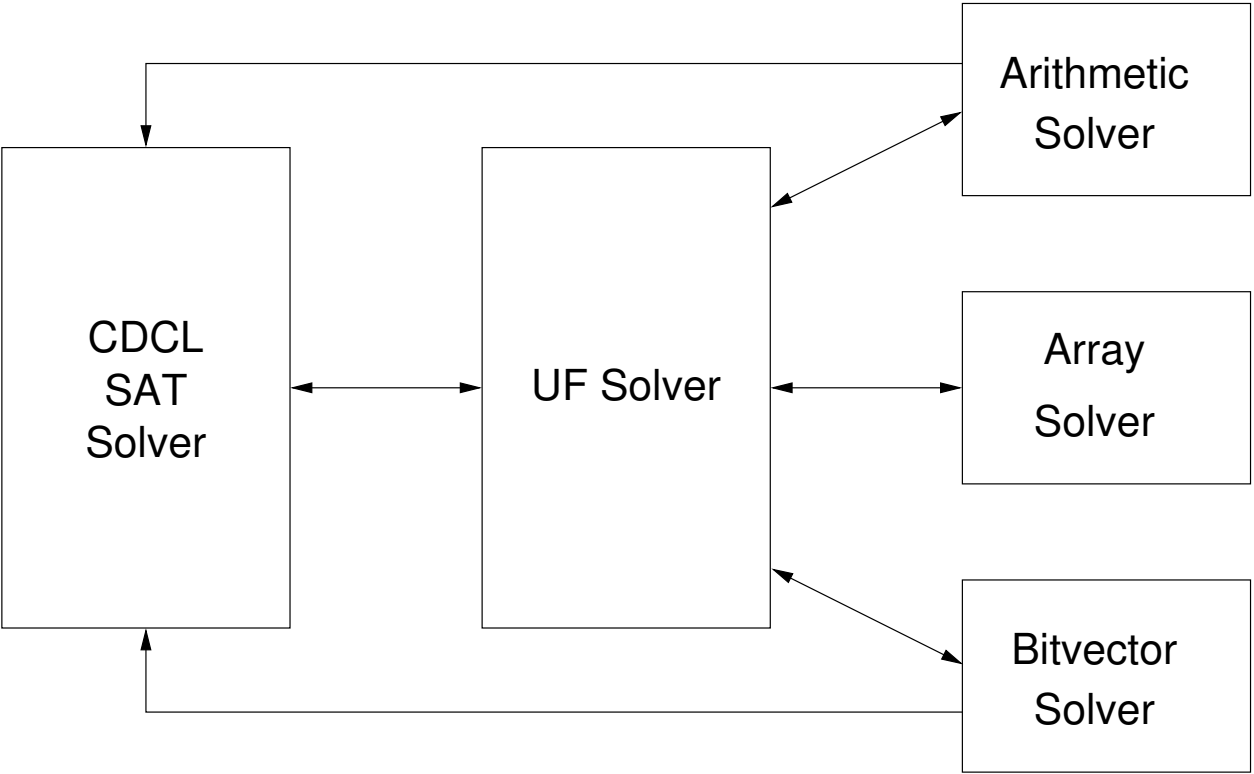 CDCL
SAT
Solver
UF Solver
Arithmetic
Solver
Array
Solver
Bitvector
Solver